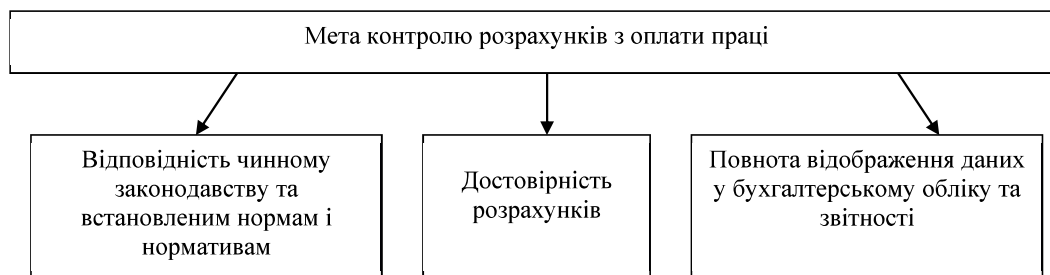 Мета контролю розрахунків з оплати праці
Відповідність чинному
законодавству та
встановленим нормам і
нормативам
Достовірність
розрахунків
Повнота відображення даних
у бухгалтерському обліку та
звітності